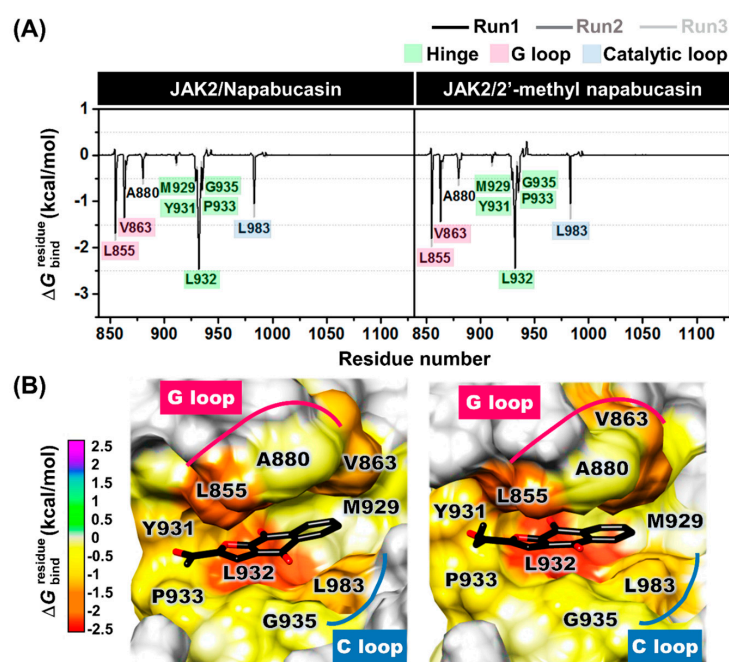 (A)
Run1 Run2 Run3
Hinge G loop Catalytic loop
JAK2/Napabucasin JAK2/2'-methyl napabucasin
ΔG bind residue (kcal/mol)
1
0
-1
-2
-3
A880 M929 G935
Y931 P933
V863 L983
L855
L932
A880 M929 G935
Y931 P933
V863 L983
L855
L932
850 900 950 1000 1050 1100 850 900 950 1000 1050 1100
Residue number
(B)
ΔG bind residue (kcal/mol)
2.5
2
1.5
1
0.5
0
-0.5
-1
-1.5
-2
-2.5
G loop
A880
V863
L855
Y931
M929
L932
L983
P933
G935
C loop
G loop
V863
A880
L855
Y931
M929
L932
L983
P933
G935
C loop